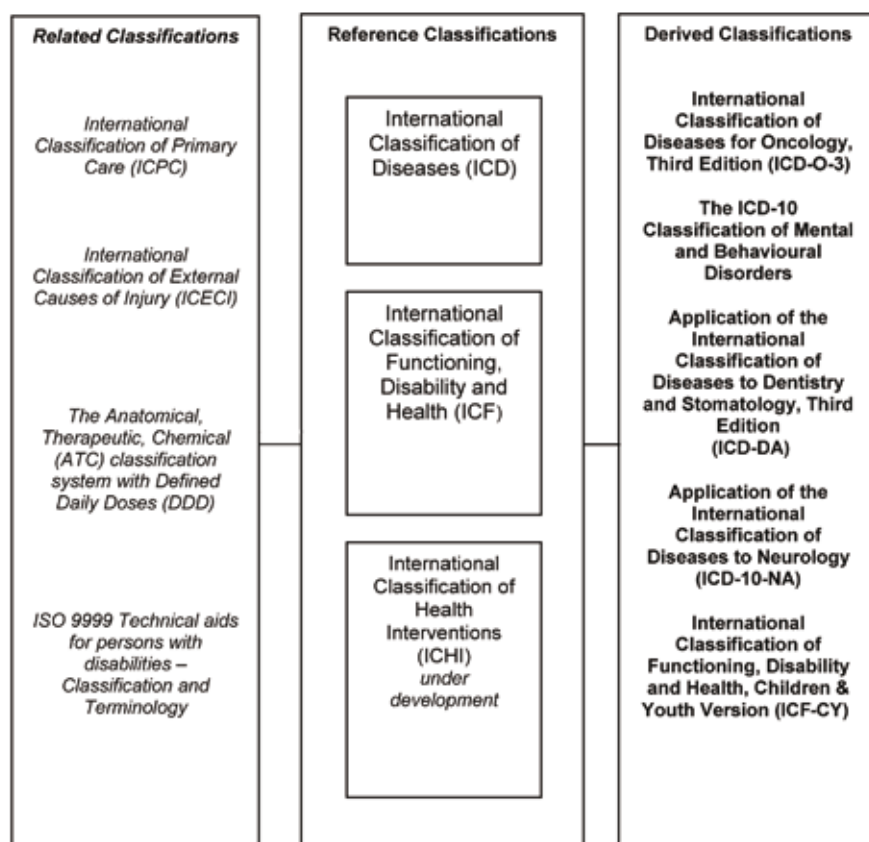 Related Classifications
International
Classification of Primary
Care (ICPC)
International
Classification of External
Causes of Injury (ICECI)
The Anatomical,
Therapeutic, Chemical
(ATC) classification
system with Defined
Daily Doses (DDD)
ISO 9999 Technical aids
for persons with
disabilities –
Classification and
Terminology
Reference Classifications
International
Classification of
Diseases (ICD)
International
Classification of
Functioning,
Disability and
Health (ICF)
International
Classification of
Health
Interventions
(ICHI)
under
development
Derived Classifications
International
Classification of
Diseases for Oncology,
Third Edition (ICD-O-3)
The ICD-10
Classification of Mental
and Behavioural
Disorders
Application of the
International
Classification of
Diseases to Dentistry
and Stomatology, Third
Edition
(ICD-DA)
Application of the
International
Classification of
Diseases to Neurology
(ICD-10-NA)
International
Classification of
Functioning, Disability
and Health, Children &
Youth Version (ICF-CY)